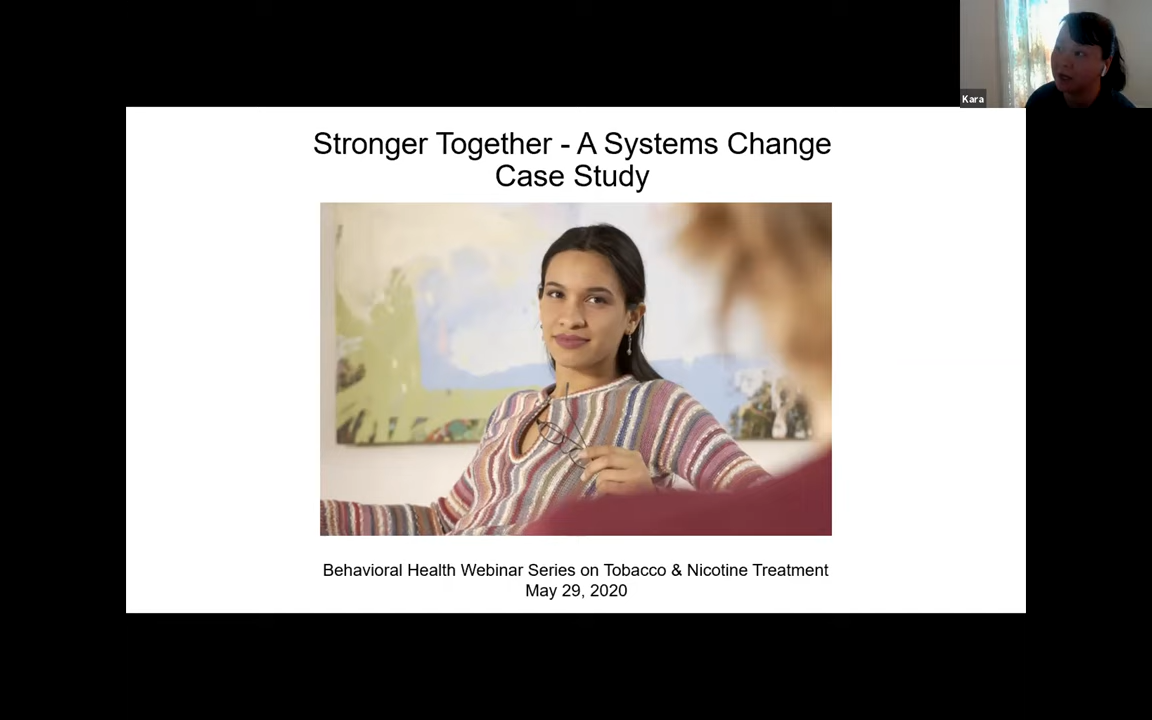 Kara
Stronger Together - A Systems Change
Case Study
Behavioral Health Webinar Series on Tobacco & Nicotine Treatment
May 29, 2020